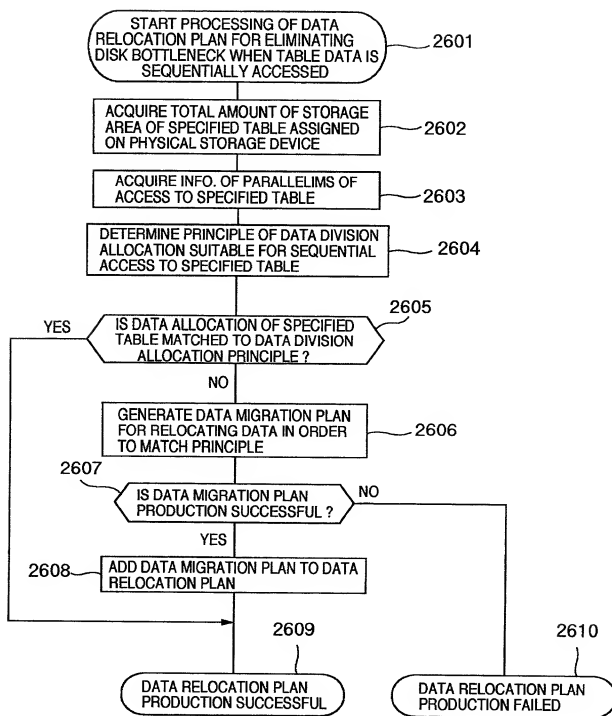 START PROCESSING OF DATA
RELOCATION PLAN FOR ELIMINATING
DISK BOTTLENECK WHEN TABLE DATA IS
SEQUENTIALLY ACCESSED
2601
ACQUIRE TOTAL AMOUNT OF STORAGE
AREA OF SPECIFIED TABLE ASSIGNED
ON PHYSICAL STORAGE DEVICE
2602
ACQUIRE INFO. OF PARALLELIMS OF
ACCESS TO SPECIFIED TABLE
2603
DETERMINE PRINCIPLE OF DATA DIVISION
ALLOCATION SUITABLE FOR SEQUENTIAL
ACCESS TO SPECIFIED TABLE
2604
2605
YES
IS DATA ALLOCATION OF SPECIFIED
TABLE MATCHED TO DATA DIVISION
ALLOCATION PRINCIPLE ?
NO
GENERATE DATA MIGRATION PLAN
FOR RELOCATING DATA IN ORDER
TO MATCH PRINCIPLE
2606
2607
IS DATA MIGRATION PLAN
PRODUCTION SUCCESSFUL ?
NO
YES
2608
ADD DATA MIGRATION PLAN TO DATA
RELOCATION PLAN
2609
2610
DATA RELOCATION PLAN
PRODUCTION SUCCESSFUL
DATA RELOCATION PLAN
PRODUCTION FAILED